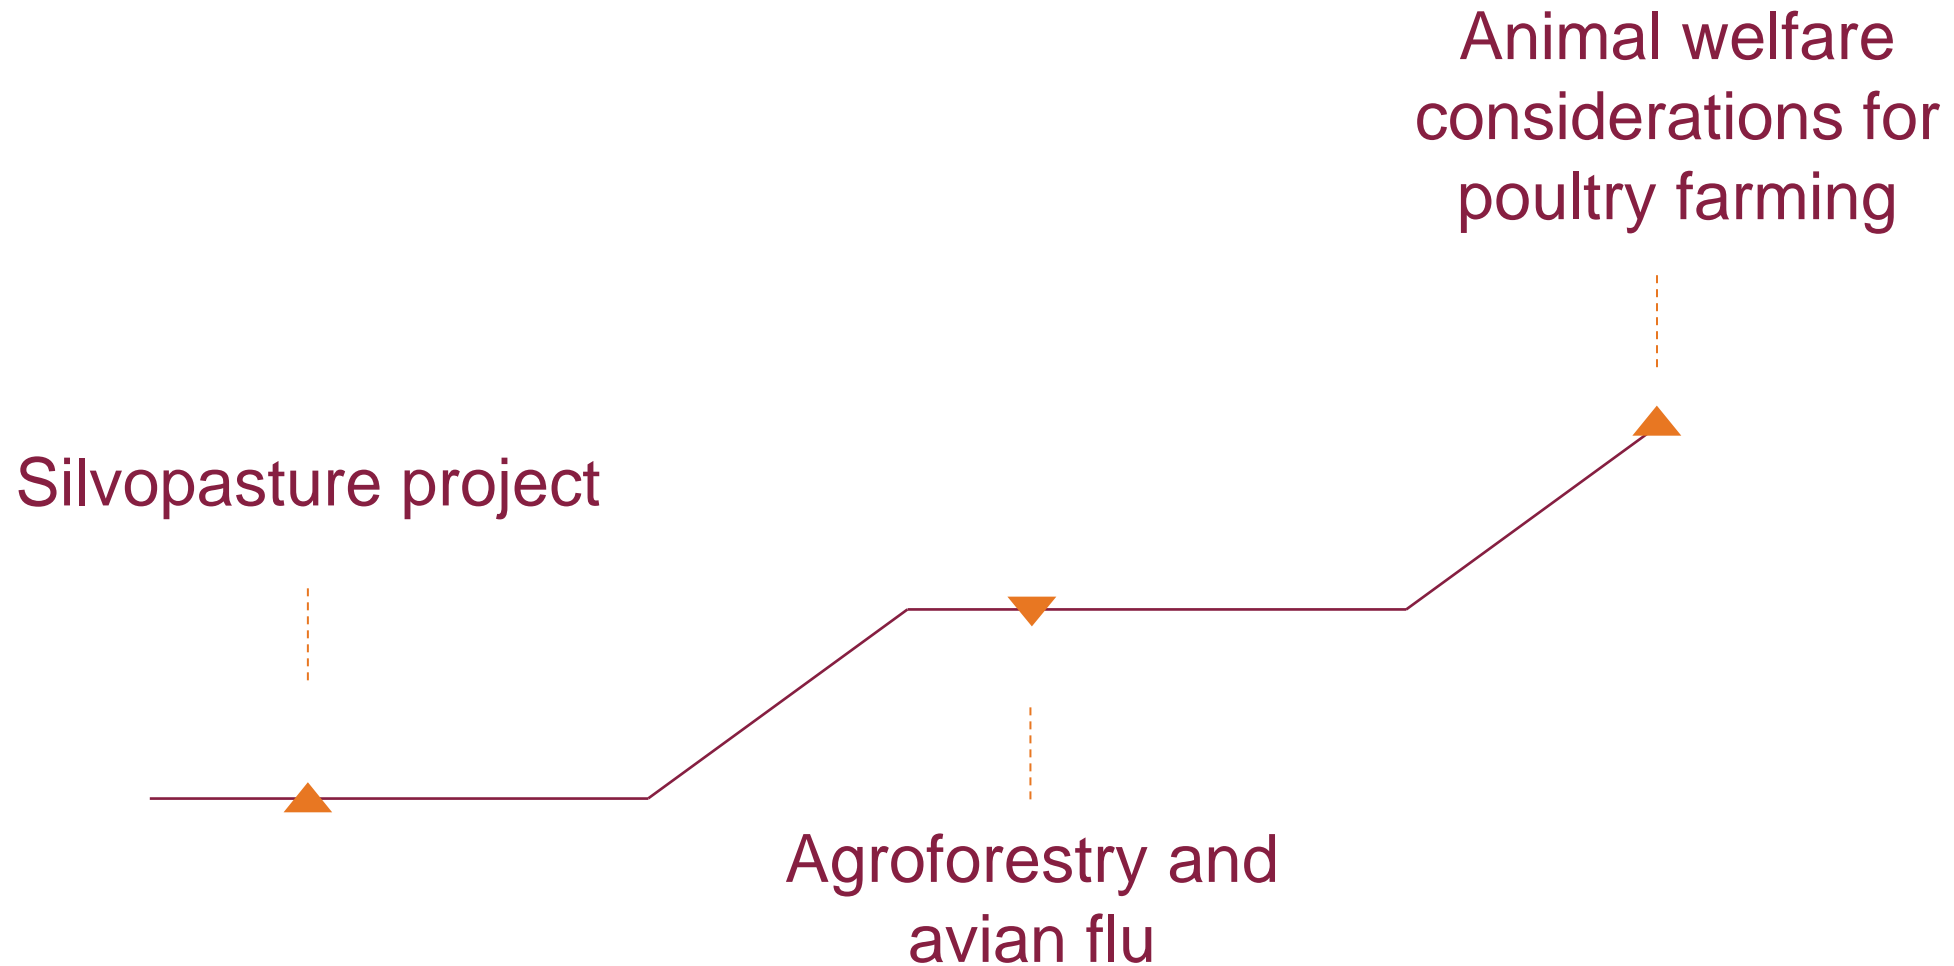 Animal welfare
considerations for
poultry farming
Silvopasture project
Agroforestry and
avian flu